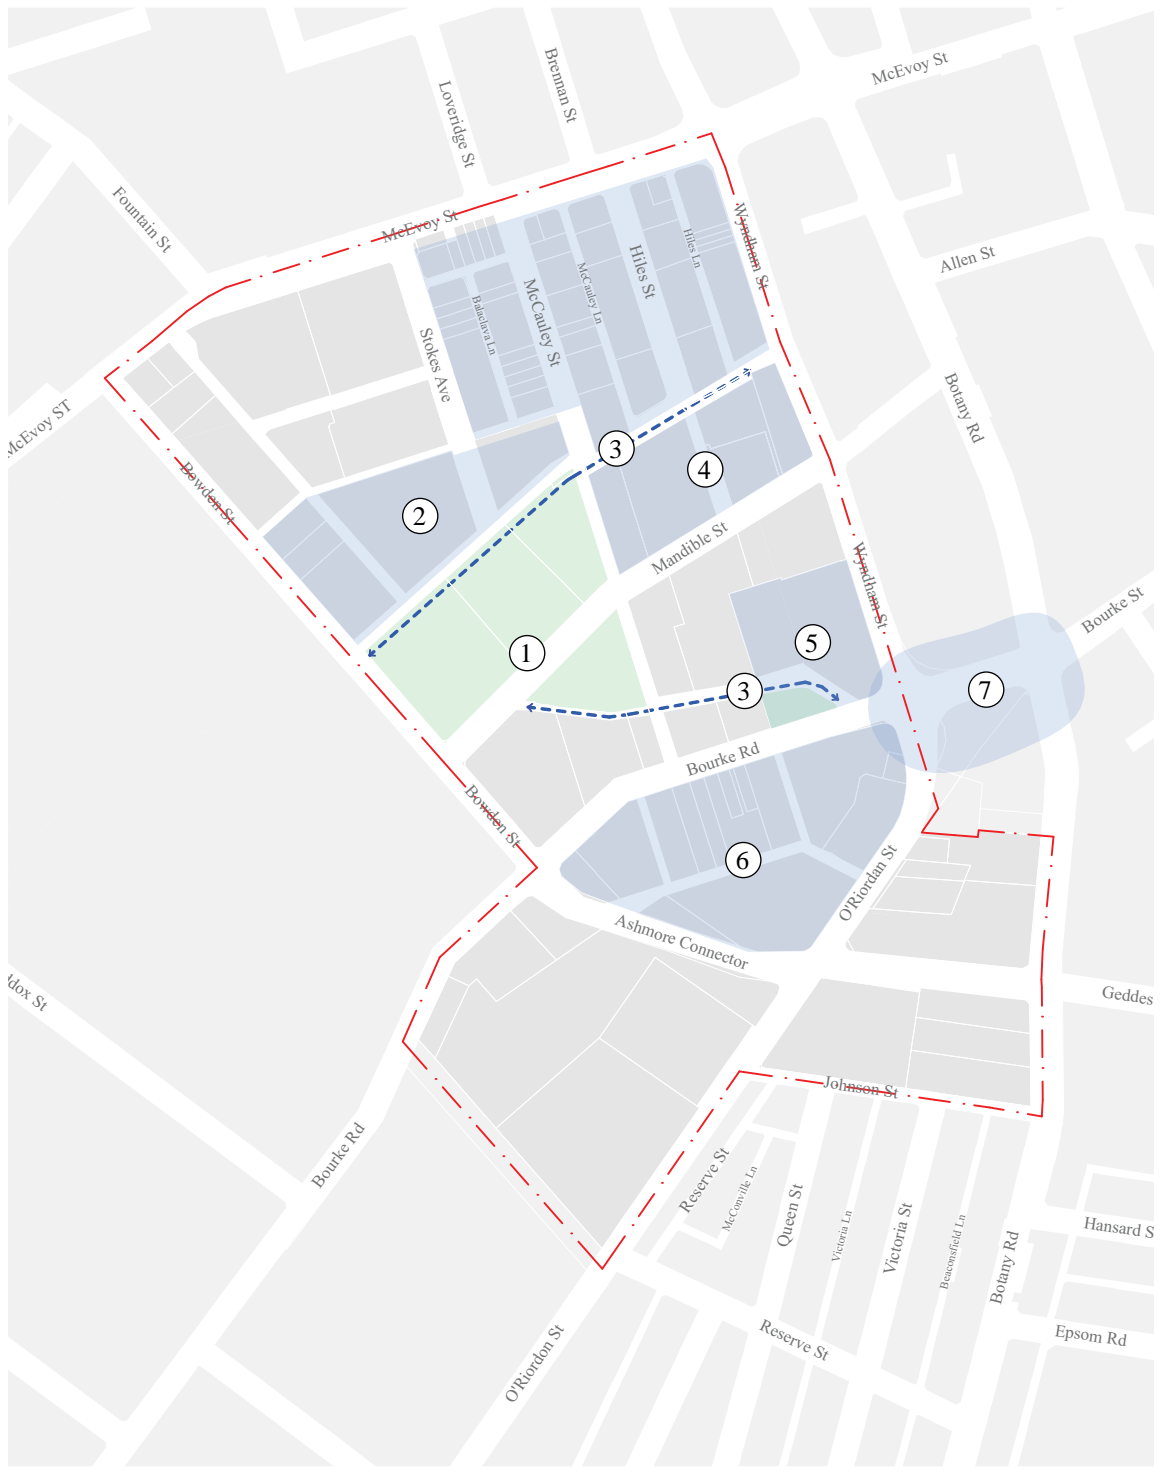 McEvoy St
Brennan St
Loveridge St
Fountain St
McEvoy St
Wyndham St
Allen St
Hiles St
Hiles Ln
McCauley Ln
McCauley St
Balaclava Ln
Stokes Ave
McEvoy ST
Botany Rd
Bowden St
3
4
2
Mandible St
Wyndham St
Bourke St
5
1
3
7
Bourke Rd
Bowden St
6
O'Riordan St
Ashmore Connector
ddox St
Geddes
Johnson St
Bourke Rd
Reserve St
McConville Ln
Queen St
Victoria Ln
Victoria St
Beaconsfield Ln
Botany Rd
Hansard S
Epsom Rd
Reserve St
O'Riordon St